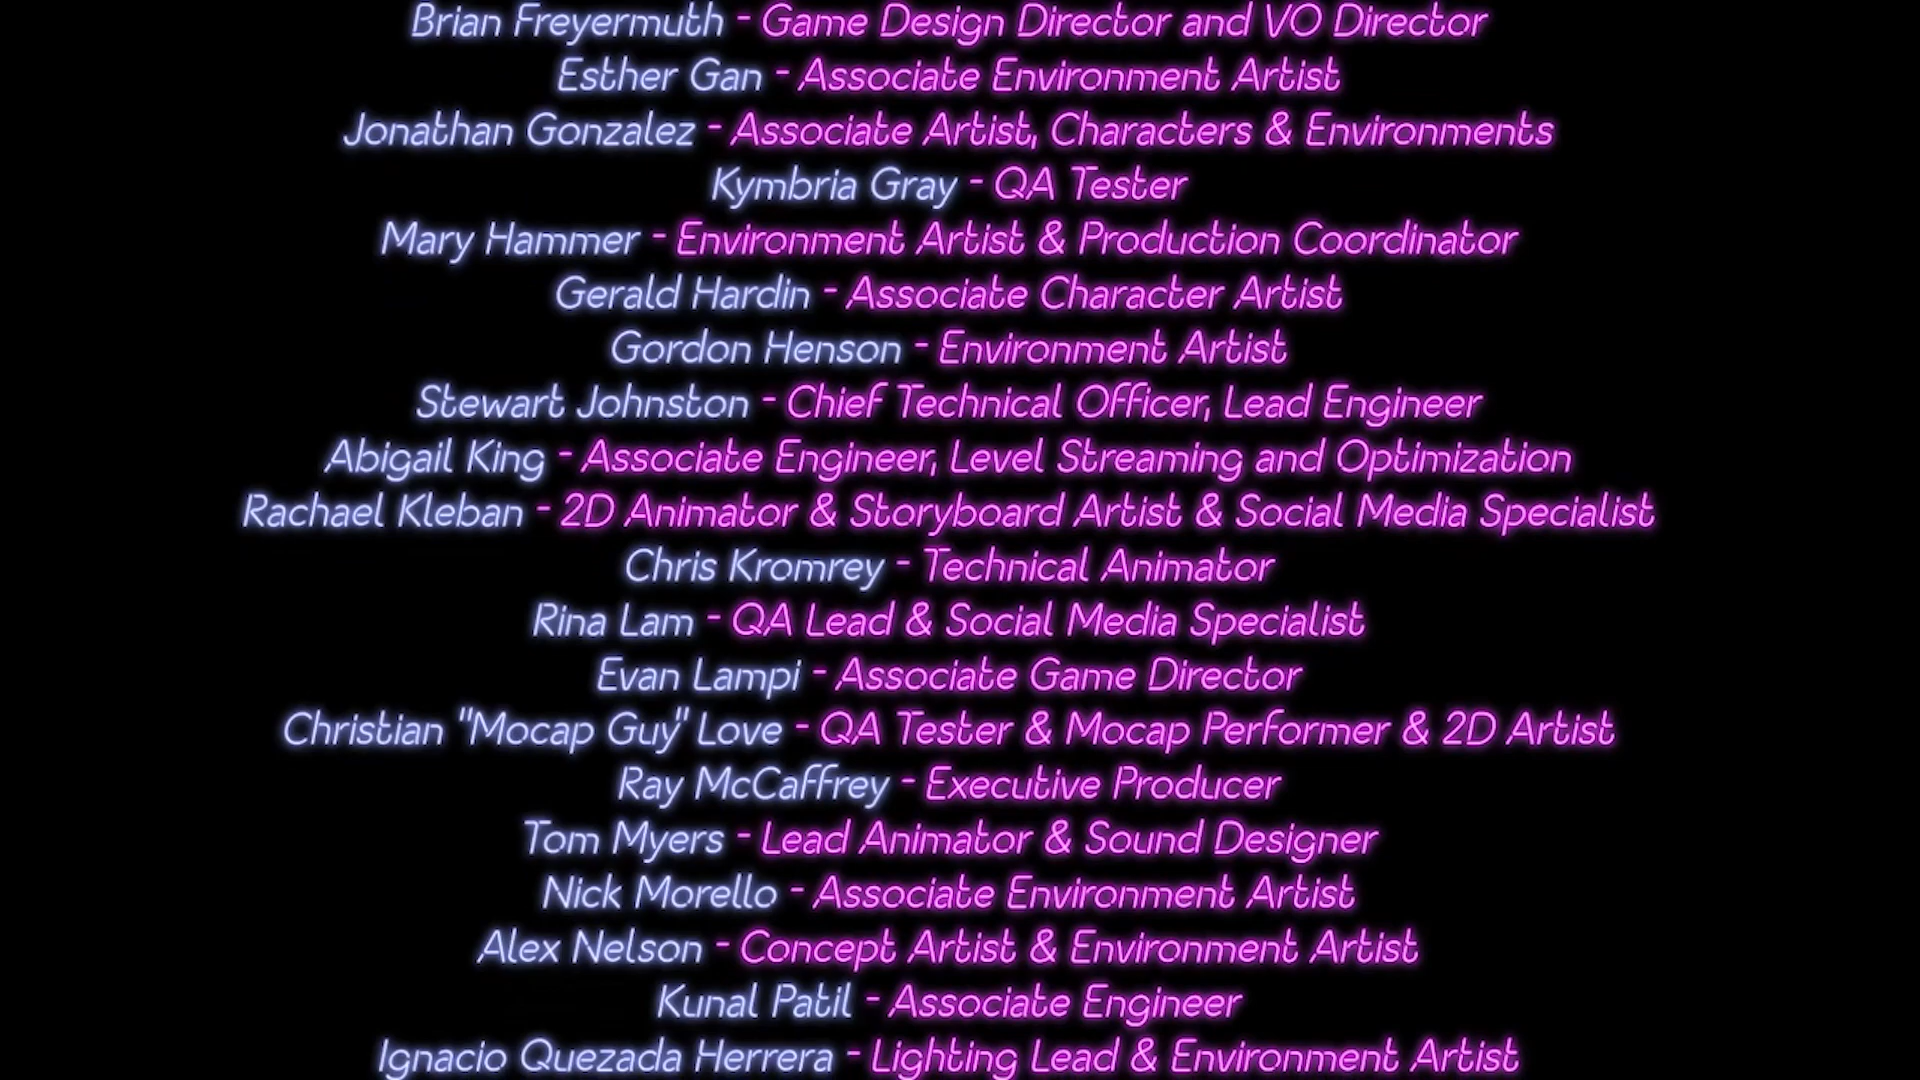 Brian Freyermuth - Game Design Director and VO Director
Esther Gan - Associate Environment Artist
Jonathan Gonzalez - Associate Artist, Characters & Environments
Kymbria Gray - QA Tester
Mary Hammer - Environment Artist & Production Coordinator
Gerald Hardin - Associate Character Artist
Gordon Henson - Environment Artist
Stewart Johnston - Chief Technical Officer, Lead Engineer
Abigail King - Associate Engineer, Level Streaming and Optimization
Rachael Kleban - 2D Animator & Storyboard Artist & Social Media Specialist
Chris Kromrey - Technical Animator
Rina Lam - QA Lead & Social Media Specialist
Evan Lampi - Associate Game Director
Christian "Mocap Guy" Love - QA Tester & Mocap Performer & 2D Artist
Ray McCaffrey - Executive Producer
Tom Myers - Lead Animator & Sound Designer
Nick Morello - Associate Environment Artist
Alex Nelson - Concept Artist & Environment Artist
Kunal Patil - Associate Engineer
Ignacio Quezada Herrera - Lighting Lead & Environment Artist